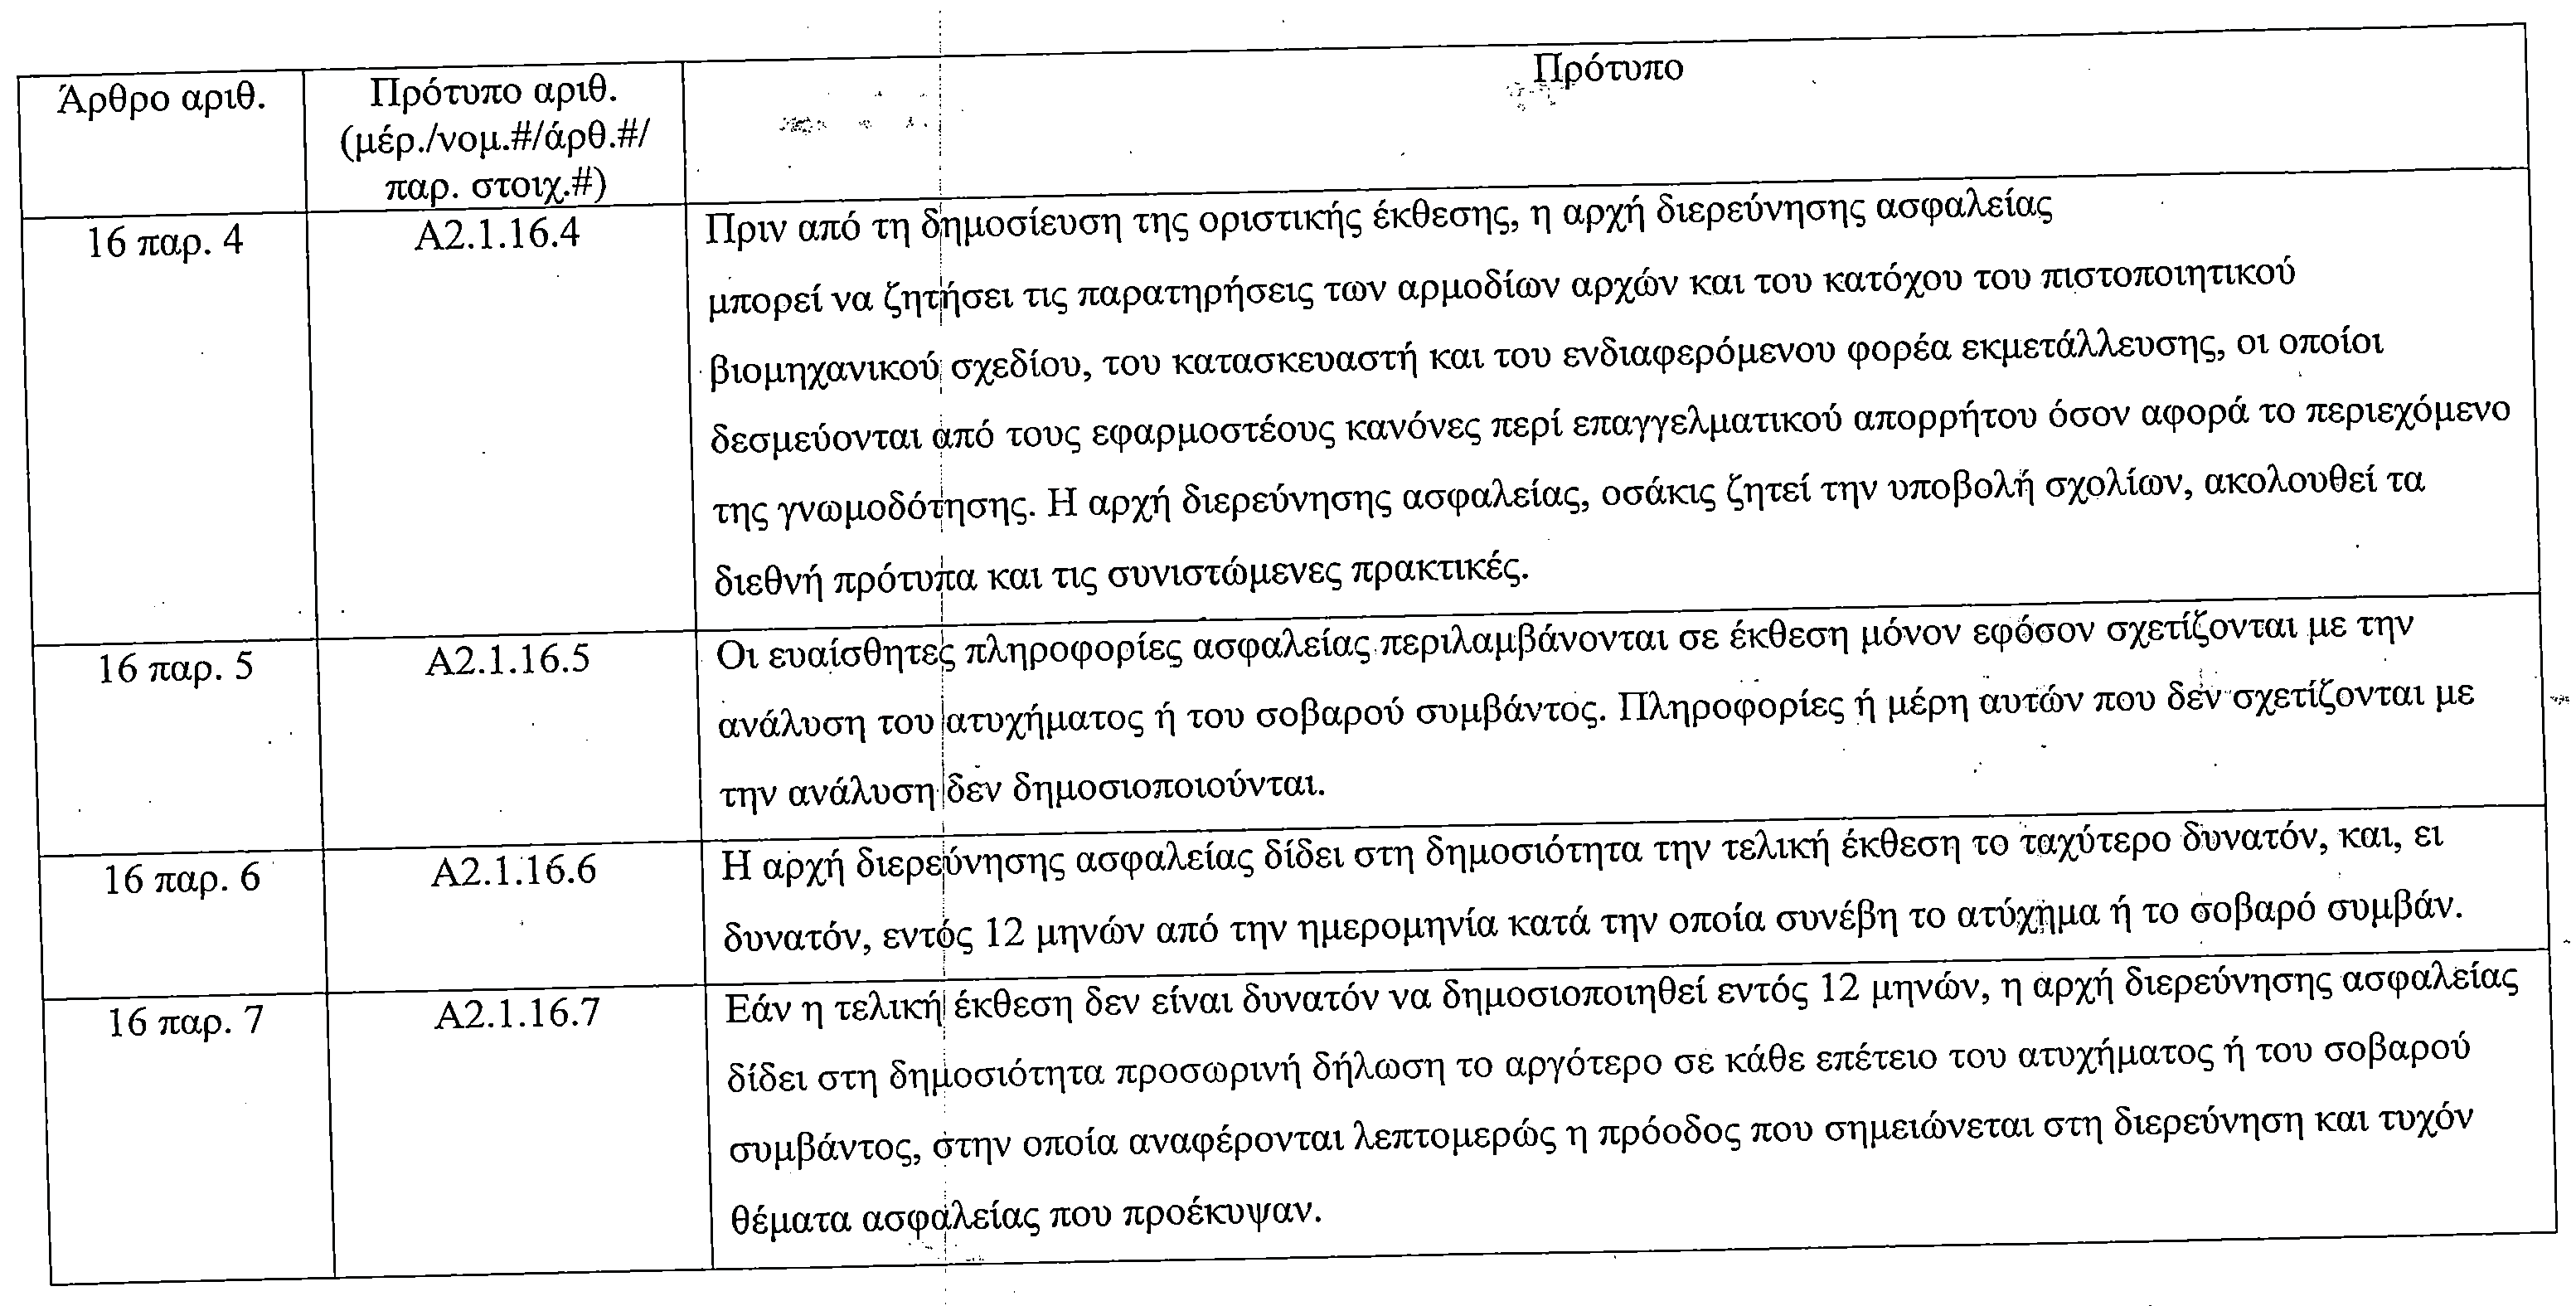 Άρθρο αριθ.
Πρότυπο αριθ.
(μέρ./νομ.#/άρθ.#/
παρ. στοιχ.#)
Πρότυπο
16 παρ. 4
Α2.1.16.4
Πριν από τη δημοσίευση της οριστικής έκθεσης, η αρχή διερεύνησης ασφαλείας
μπορεί να ζητήσει τις παρατηρήσεις των αρμοδίων αρχών και του κατόχου του πιστοποιητικού
βιομηχανικού σχεδίου, του κατασκευαστή και του ενδιαφερόμενου φορέα εκμετάλλευσης, οι οποίοι
δεσμεύονται από τους εφαρμοστέους κανόνες περί επαγγελματικού απορρήτου όσον αφορά το περιεχόμενο
της γνωμοδότησης. Η αρχή διερεύνησης ασφαλείας, οσάκις ζητεί την υποβολή σχολίων, ακολουθεί τα
διεθνή πρότυπα και τις συνιστώμενες πρακτικές.
16 παρ. 5
Α2.1.16.5
Οι ευαίσθητες πληροφορίες ασφαλείας περιλαμβάνονται σε έκθεση μόνον εφόσον σχετίζονται με την
ανάλυση του ατυχήματος ή του σοβαρού συμβάντος. Πληροφορίες ή μέρη αυτών που δεν σχετίζονται με
την ανάλυση δεν δημοσιοποιούνται.
16 παρ. 6
Α2.1.16.6
Η αρχή διερεύνησης ασφαλείας δίδει στη δημοσιότητα την τελική έκθεση το ταχύτερο δυνατόν, και, ει
δυνατόν, εντός 12 μηνών από την ημερομηνία κατά την οποία συνέβη το ατύχημα ή το σοβαρό συμβάν.
16 παρ. 7
Α2.1.16.7
Εάν η τελική έκθεση δεν είναι δυνατόν να δημοσιοποιηθεί εντός 12 μηνών, η αρχή διερεύνησης ασφαλείας
δίδει στη δημοσιότητα προσωρινή δήλωση το αργότερο σε κάθε επέτειο του ατυχήματος ή του σοβαρού
συμβάντος, στην οποία αναφέρονται λεπτομερώς η πρόοδος που σημειώνεται στη διερεύνηση και τυχόν
θέματα ασφαλείας που προέκυψαν.